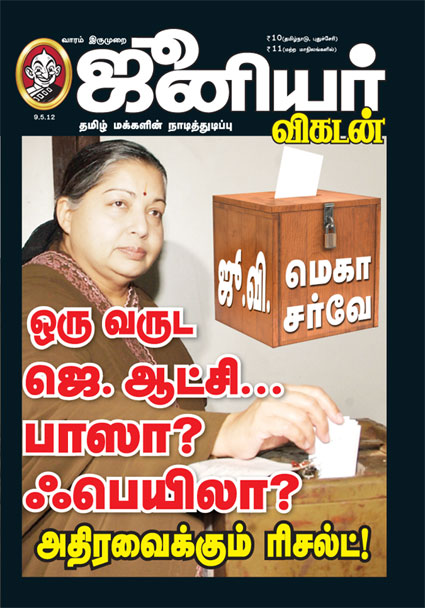 வாரம் இருமுறை
₹10(தமிழ்நாடு, புதுச்சேரி)
₹11(மற்ற மாநிலங்களில்)
ஜூனியர்
விகடன்
9.5.12
தமிழ் மக்களின் நாடித்துடிப்பு
ஜூ.வி.
மெகா
சர்வே
ஒரு வருட
ஜெ. ஆட்சி...
பாஸா?
ஃபெயிலா?
அதிரவைக்கும் ரிசல்ட்!